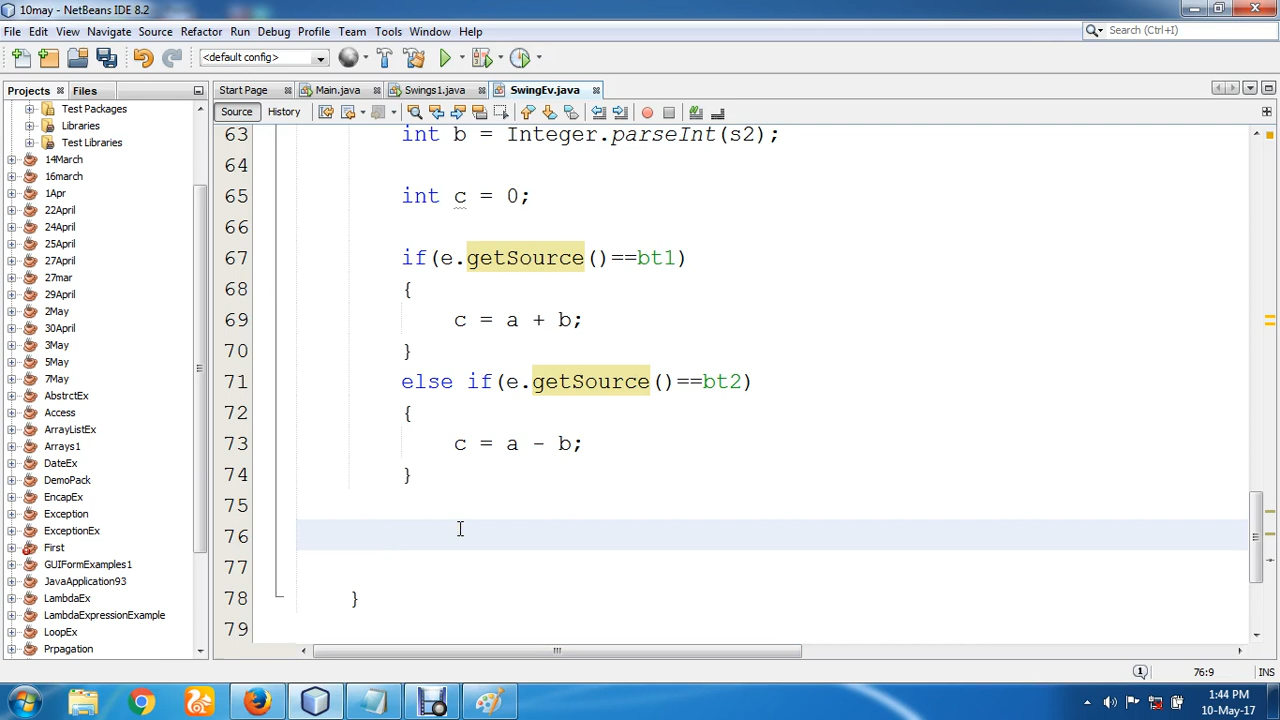 10may - NetBeans IDE 8.2
File Edit View Navigate Source Refactor Run Debug Profile Team Tools Window Help
Search (Ctrl+I)
<default config>
Projects Files
Start Page Main.java Swings1.java SwingEv.java
Source History
Test Packages
Libraries
Test Libraries
14March
16march
1Apr
22April
24April
25April
27April
27mar
29April
2May
30April
3May
5May
7May
AbstrctEx
Access
ArrayListEx
Arrays1
DateEx
DemoPack
EncapEx
Exception
ExceptionEx
First
GUIFormExamples1
JavaApplication93
LambdaEx
LambdaExpressionExample
LoopEx
Prpagation
63 int b = Integer.parseInt(s2);
64
65 int c = 0;
66
67 if(e.getSource()==bt1)
68 {
69 c = a + b;
70 }
71 else if(e.getSource()==bt2)
72 {
73 c = a - b;
74 }
75
76
77
78 }
79
1
76:9
INS
1:44 PM
10-May-17